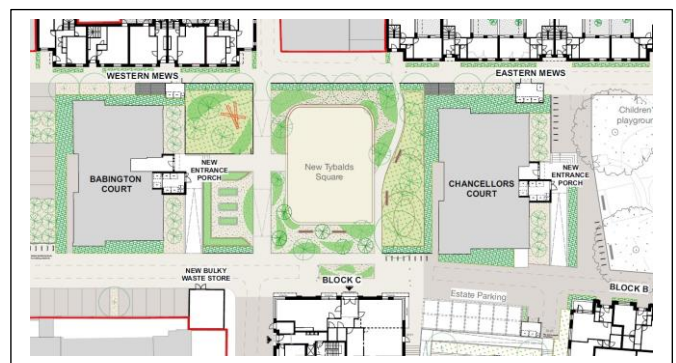 WESTERN MEWS
EASTERN MEWS
Children's
playground
BABINGTON
COURT
NEW
ENTRANCE
PORCH
New Tybalds
Square
CHANCELLORS
COURT
NEW
ENTRANCE
PORCH
NEW BULKY
WASTE STORE
BLOCK C
Estate Parking
BLOCK B